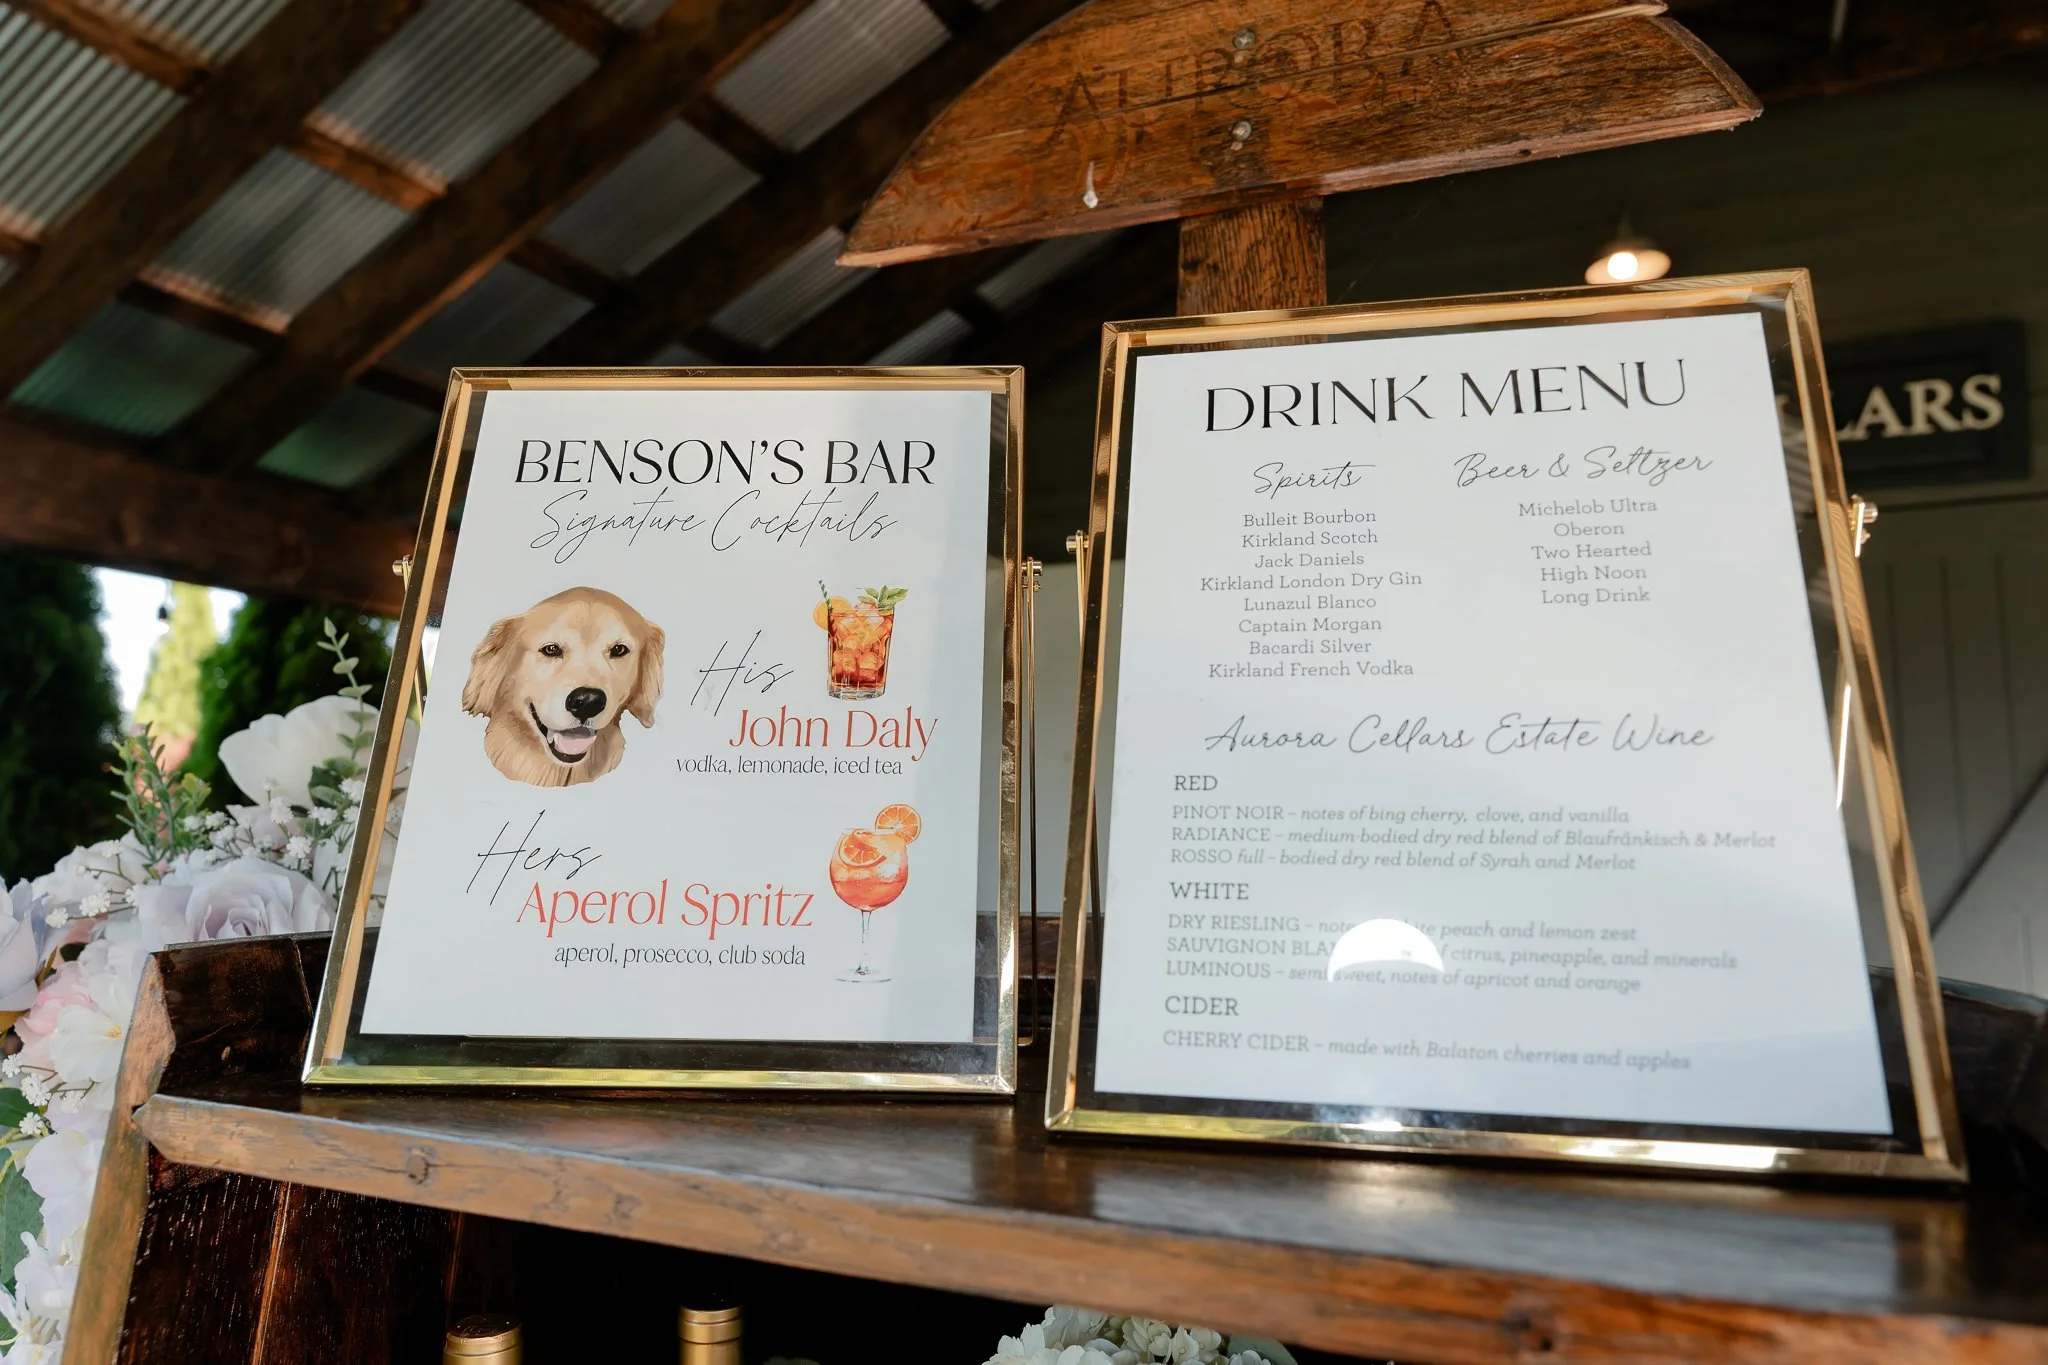 AURORA
BENSON'S BAR
Signature Cocktails
His
John Daly
vodka, lemonade, iced tea
Hers
Aperol Spritz
aperol, prosecco, club soda
DRINK MENU
Spirits
Bulleit Bourbon
Kirkland Scotch
Jack Daniels
Kirkland London Dry Gin
Lunazul Blanco
Captain Morgan
Bacardi Silver
Kirkland French Vodka
Beer & Seltzer
Michelob Ultra
Oberon
Two Hearted
High Noon
Long Drink
Aurora Cellars Estate Wine
RED
PINOT NOIR – notes of bing cherry, clove, and vanilla
RADIANCE – medium-bodied dry red blend of Blaufränkisch & Merlot
ROSSO full – bodied dry red blend of Syrah and Merlot
WHITE
DRY RIESLING – peach and lemon zest
SAUVIGNON of citrus, pineapple, and minerals
LUMINOUS – semi-sweet, notes of apricot and orange
CIDER
CHERRY CIDER – made with Balaton cherries and apples
LARS